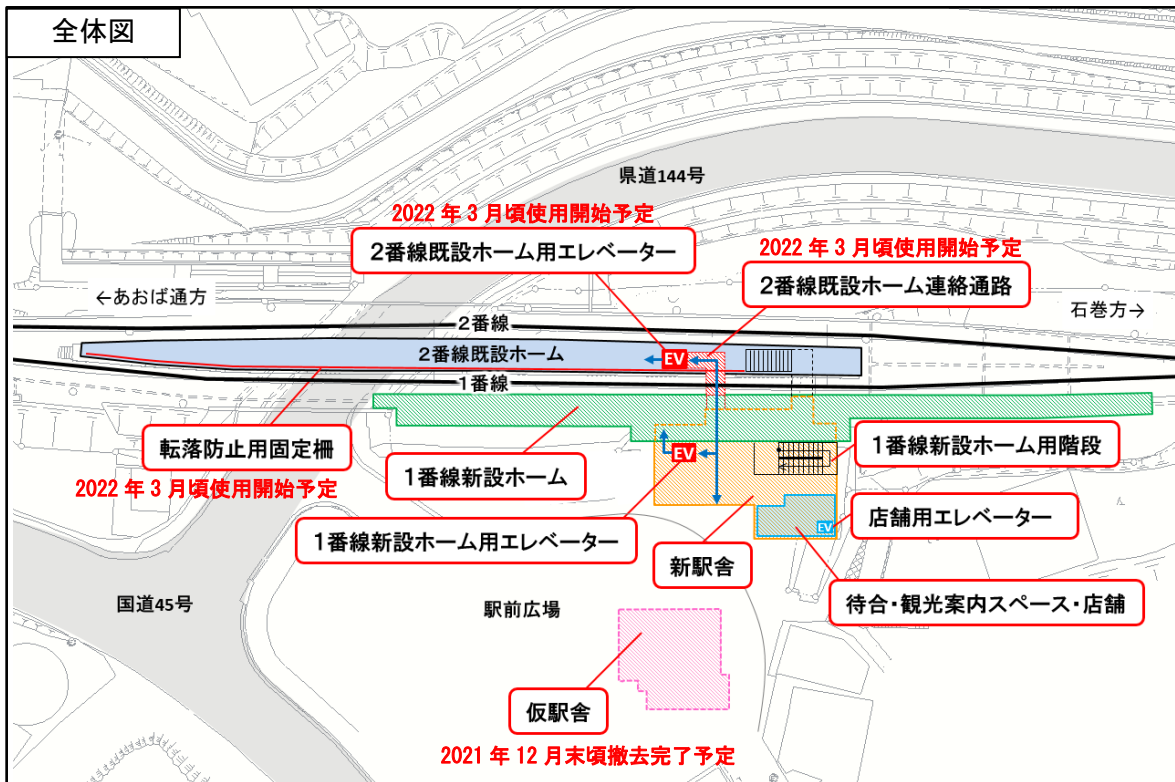 全体図
県道144号
2022年3月頃使用開始予定
2番線既設ホーム用エレベーター
2022年3月頃使用開始予定
2番線既設ホーム連絡通路
←あおば通方
石巻方→
2番線
2番線既設ホーム
EV
1番線
転落防止用固定柵
2022年3月頃使用開始予定
1番線新設ホーム
EV
1番線新設ホーム用階段
1番線新設ホーム用エレベーター
新駅舎
EV
店舗用エレベーター
待合・観光案内スペース・店舗
国道45号
駅前広場
仮駅舎
2021年12月末頃撤去完了予定